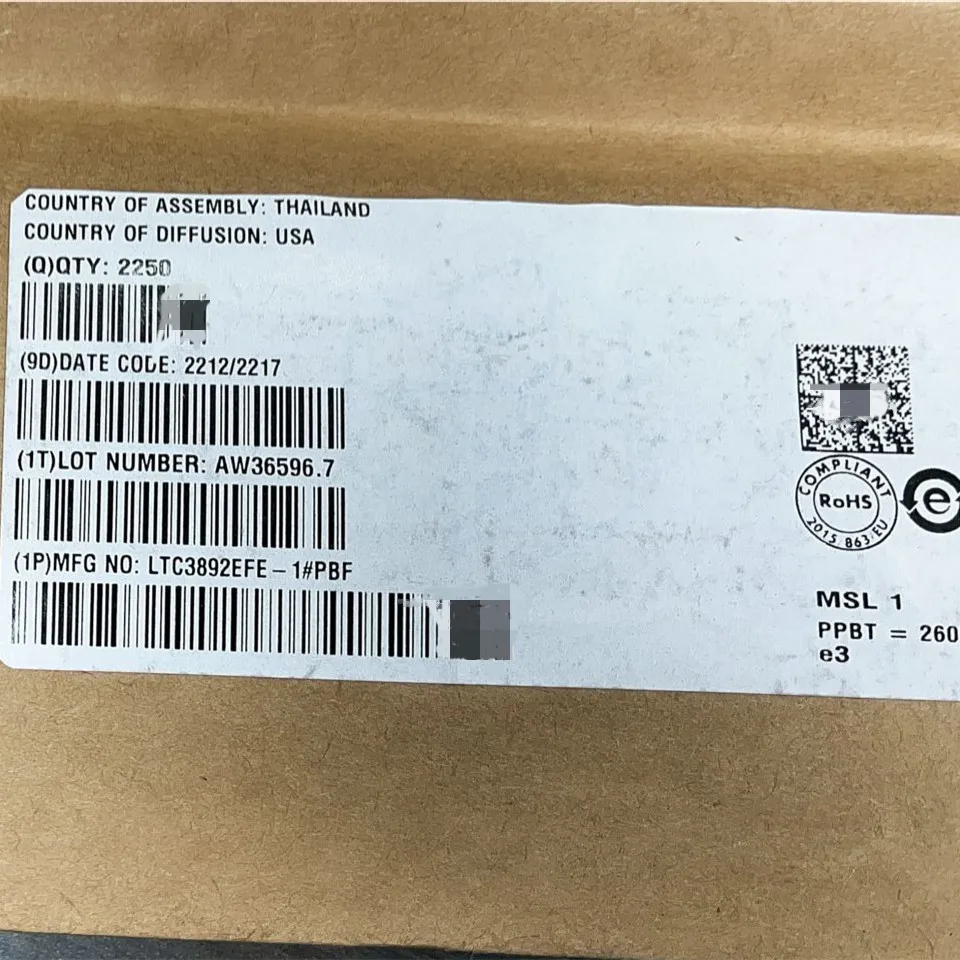 COUNTRY OF ASSEMBLY: THAILAND
COUNTRY OF DIFFUSION: USA
(Q)QTY: 2250
(9D)DATE CODE: 2212/2217
(1T)LOT NUMBER: AW36596.7
(1P)MFG NO: LTC3892EFE-1#PBF
COMPLIANT
RoHS
2015/863/EU
e
MSL 1
PPBT = 260
e3